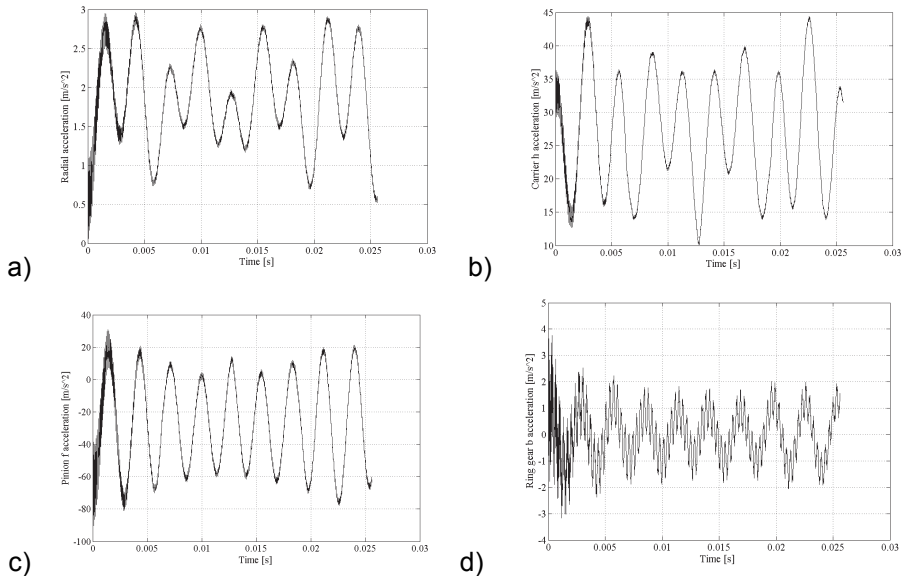 a)
Radial acceleration [m/s^2]
3
2.5
2
1.5
1
0.5
0
0 0.005 0.01 0.015 0.02 0.025 0.03
Time [s]
b)
Carrier h acceleration [m/s^2]
45
40
35
30
25
20
15
10
0 0.005 0.01 0.015 0.02 0.025 0.03
Time [s]
c)
Pinion f acceleration [m/s^2]
40
20
0
-20
-40
-60
-80
-100
0 0.005 0.01 0.015 0.02 0.025 0.03
Time [s]
d)
Ring gear b acceleration [m/s^2]
5
4
3
2
1
0
-1
-2
-3
-4
0 0.005 0.01 0.015 0.02 0.025 0.03
Time [s]